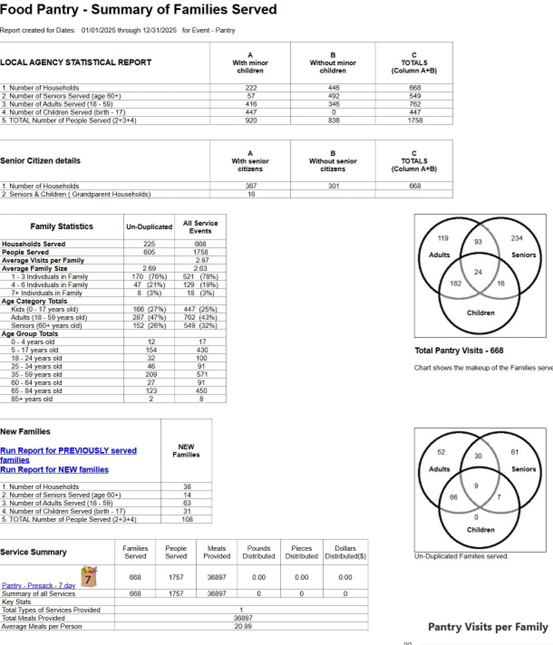 Food Pantry - Summary of Families Served
Report created for Dates: 01/01/2025 through 12/31/2025 for Event - Pantry
LOCAL AGENCY STATISTICAL REPORT A With minor children B Without minor children C TOTALS (Column A+B)
1. Number of Households 222 446 668
2. Number of Seniors Served (age 60+) 57 492 549
3. Number of Adults Served (18 - 59) 416 346 762
4. Number of Children Served (birth - 17) 447 0 447
5. TOTAL Number of People Served (2+3+4) 920 838 1758
Senior Citizen details A With senior citizens B Without senior citizens C TOTALS (Column A+B)
1. Number of Households 367 301 668
2. Seniors & Children ( Grandparent Households) 16
Family Statistics Un-Duplicated All Service Events
Households Served 225 668
People Served 605 1758
Average Visits per Family 2.97
Average Family Size 2.69 2.63
1 - 3 Individuals in Family 170 (76%) 521 (78%)
4 - 6 Individuals in Family 47 (21%) 129 (19%)
7+ Individuals in Family 8 (3%) 18 (3%)
Age Category Totals
Kids (0 - 17 years old) 166 (27%) 447 (25%)
Adults (18 - 59 years old) 287 (47%) 762 (43%)
Seniors (60+ years old) 152 (26%) 549 (32%)
Age Group Totals
0 - 4 years old 12 17
5 - 17 years old 154 430
18 - 24 years old 32 100
25 - 34 years old 46 91
35 - 59 years old 209 571
60 - 64 years old 27 91
65 - 84 years old 123 450
85+ years old 2 8
119 93 234
Adults Seniors
24
182 16
Children
Total Pantry Visits - 668
Chart shows the makeup of the Families serve
New Families NEW Families
Run Report for PREVIOUSLY served families
Run Report for NEW families
1. Number of Households 38
2. Number of Seniors Served (age 60+) 14
3. Number of Adults Served (18 - 59) 63
4. Number of Children Served (birth - 17) 31
5. TOTAL Number of People Served (2+3+4) 108
52 30 61
Adults Seniors
9
66 7
0
Children
Un-Duplicated Families served.
Service Summary Families Served People Served Meals Provided Pounds Distributed Pieces Distributed Dollars Distributed($)
7
Pantry - Prepack - 7 day 668 1757 36897 0.00 0.00 0.00
Summary of all Services 668 1757 36897 0 0 0
Key Stats
Total Types of Services Provided 1
Total Meals Provided 36897
Average Meals per Person 20.99
Pantry Visits per Family